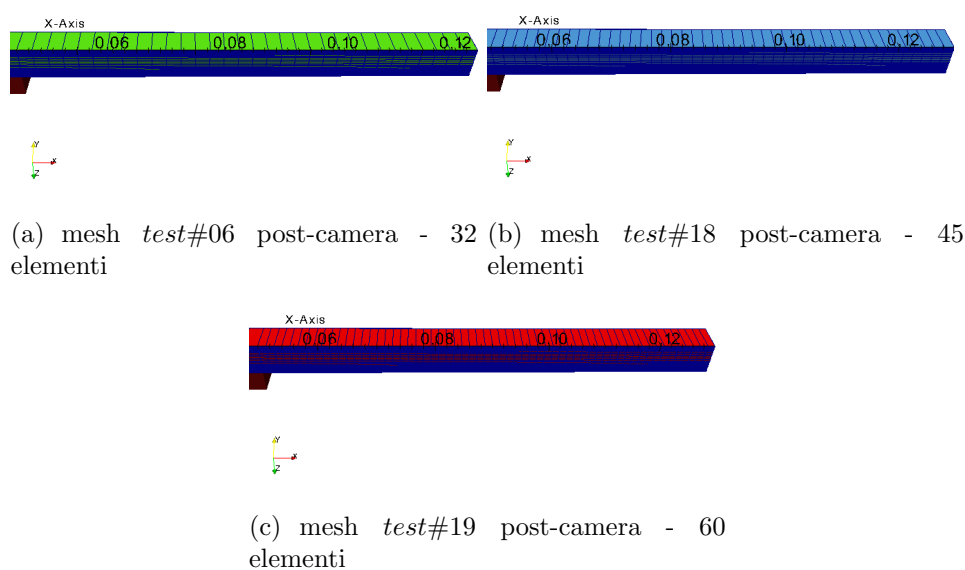 X-Axis
0.06 0.08 0.10 0.12
Y
X
Z
X-Axis
0.06 0.08 0.10 0.12
Y
X
Z
(a) mesh test#06 post-camera - 32
elementi
(b) mesh test#18 post-camera - 45
elementi
X-Axis
0.06 0.08 0.10 0.12
Y
X
Z
(c) mesh test#19 post-camera - 60
elementi